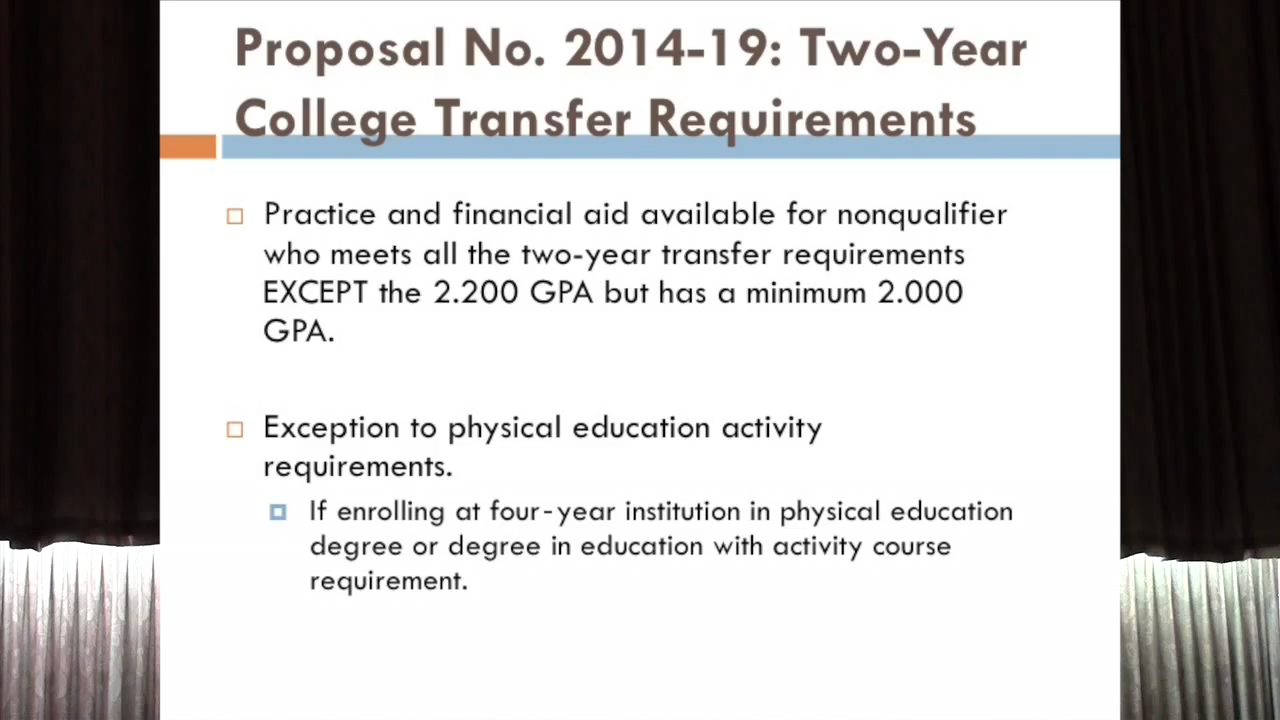 Proposal No. 2014-19: Two-Year
College Transfer Requirements
Practice and financial aid available for nonqualifier
who meets all the two-year transfer requirements
EXCEPT the 2.200 GPA but has a minimum 2.000
GPA.
Exception to physical education activity
requirements.
If enrolling at four-year institution in physical education
degree or degree in education with activity course
requirement.